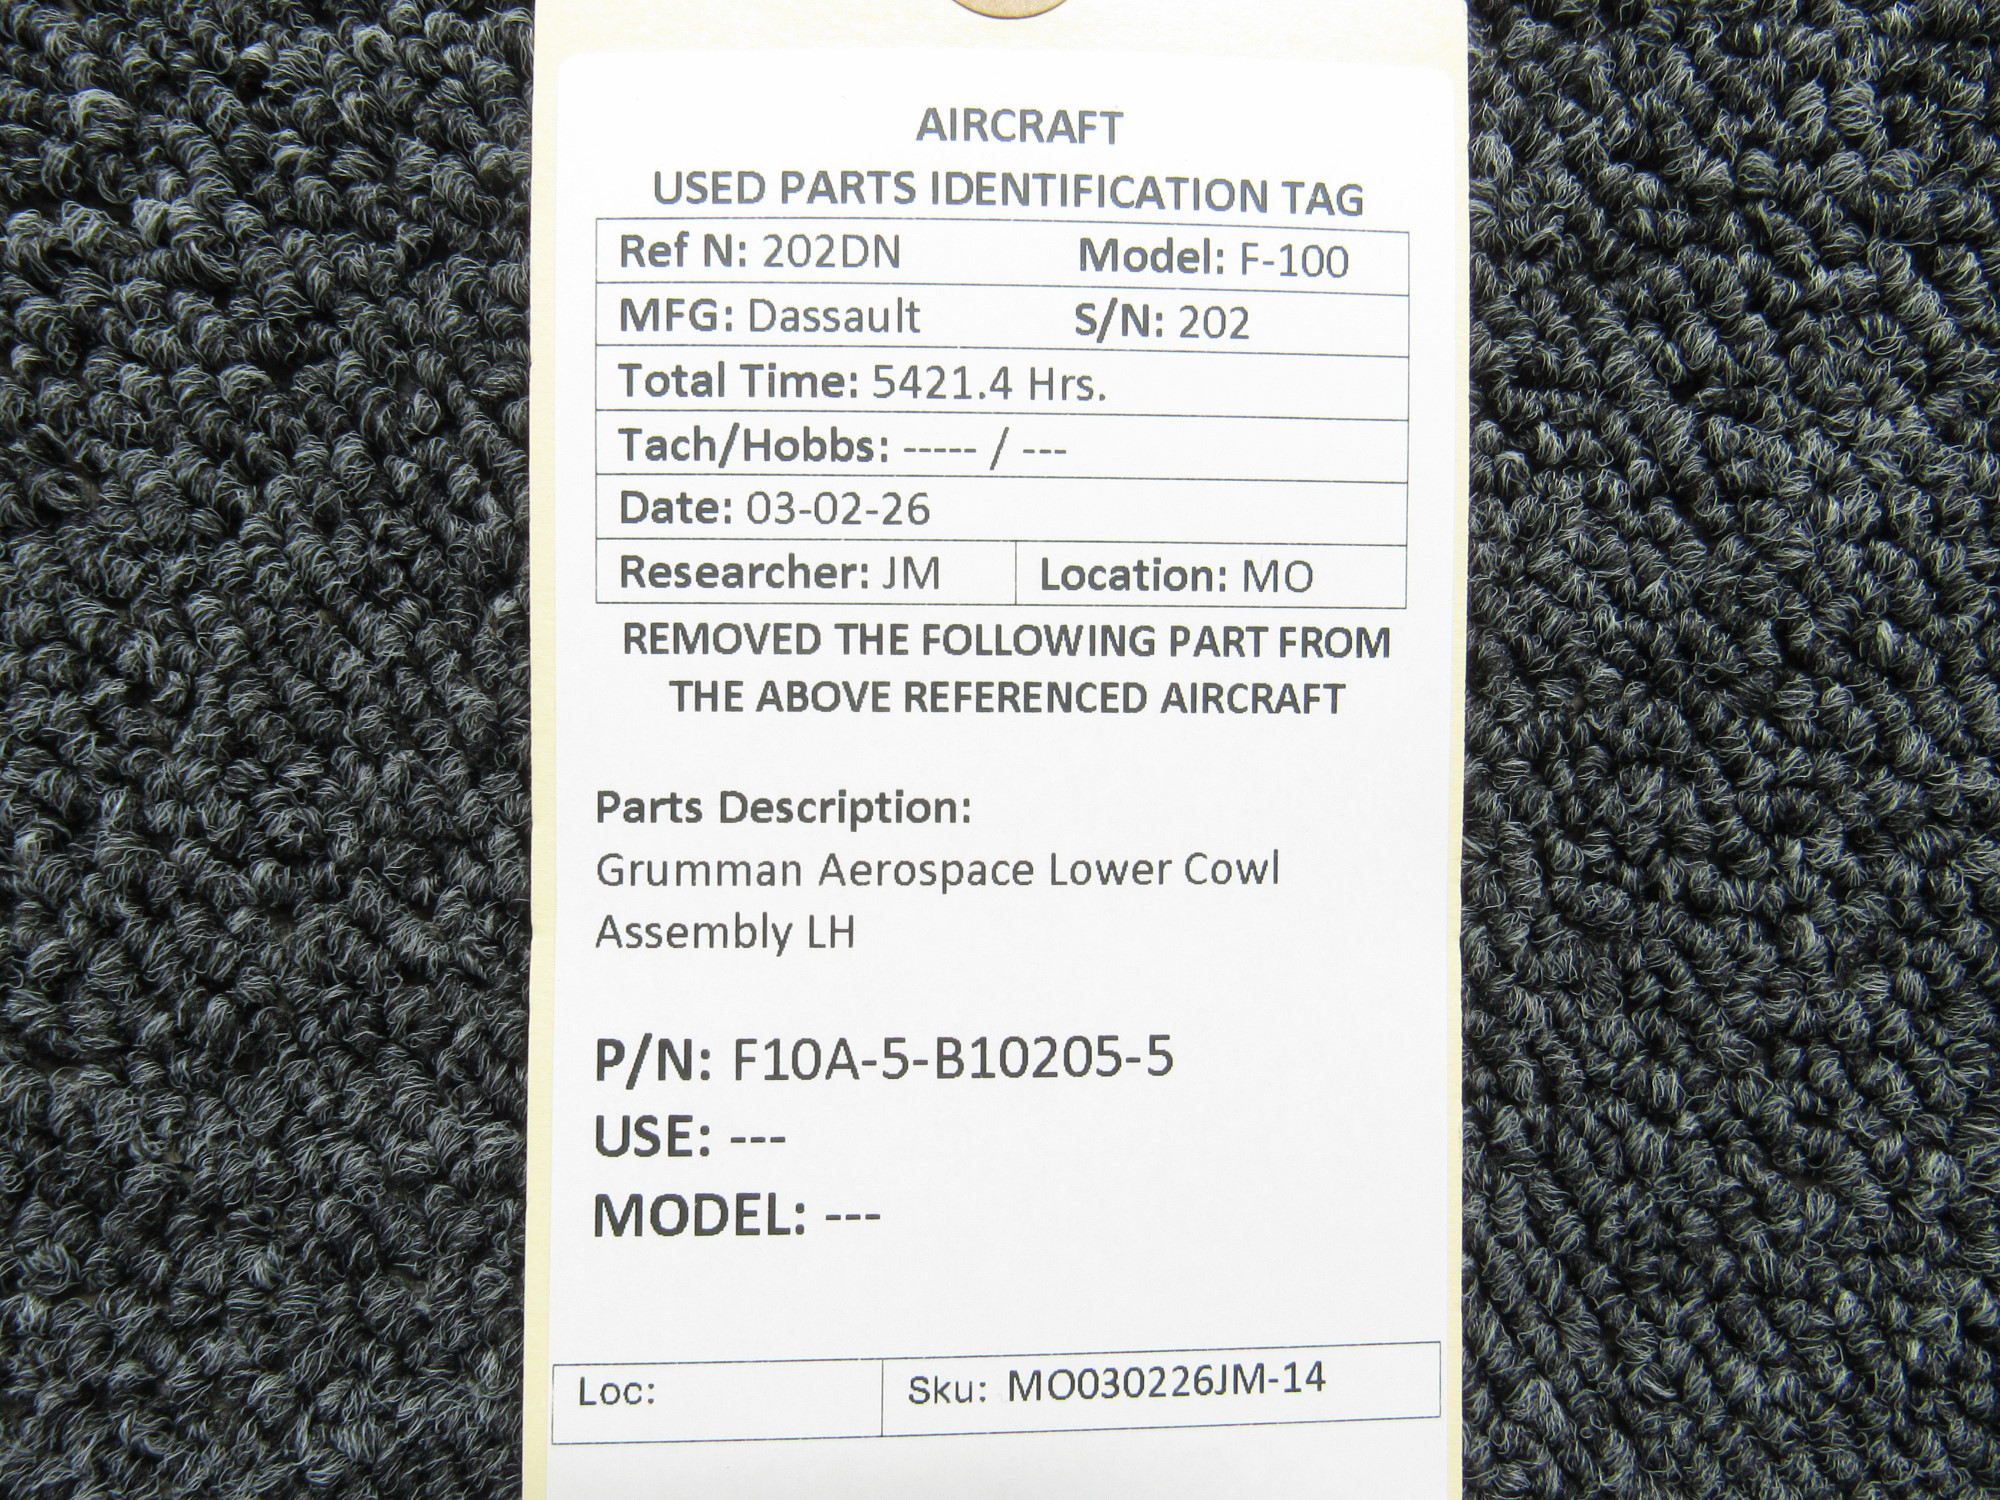 AIRCRAFT
USED PARTS IDENTIFICATION TAG
Ref N: 202DN Model: F-100
MFG: Dassault S/N: 202
Total Time: 5421.4 Hrs.
Tach/Hobbs: ----- / ---
Date: 03-02-26
Researcher: JM Location: MO
REMOVED THE FOLLOWING PART FROM
THE ABOVE REFERENCED AIRCRAFT
Parts Description:
Grumman Aerospace Lower Cowl
Assembly LH
P/N: F10A-5-B10205-5
USE: ---
MODEL: ---
Loc: Sku: MO030226JM-14